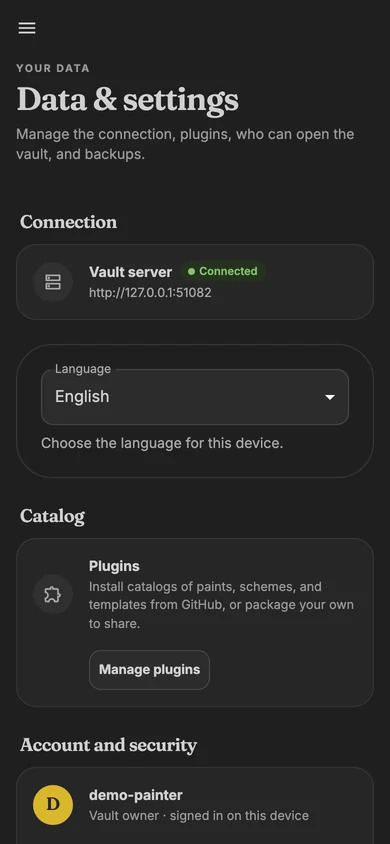 YOUR DATA
Data & settings
Manage the connection, plugins, who can open the
vault, and backups.
Connection
Vault server
Connected
http://127.0.0.1:51082
Language
English
Choose the language for this device.
Catalog
Plugins
Install catalogs of paints, schemes, and
templates from GitHub, or package your own
to share.
Manage plugins
Account and security
D
demo-painter
Vault owner · signed in on this device